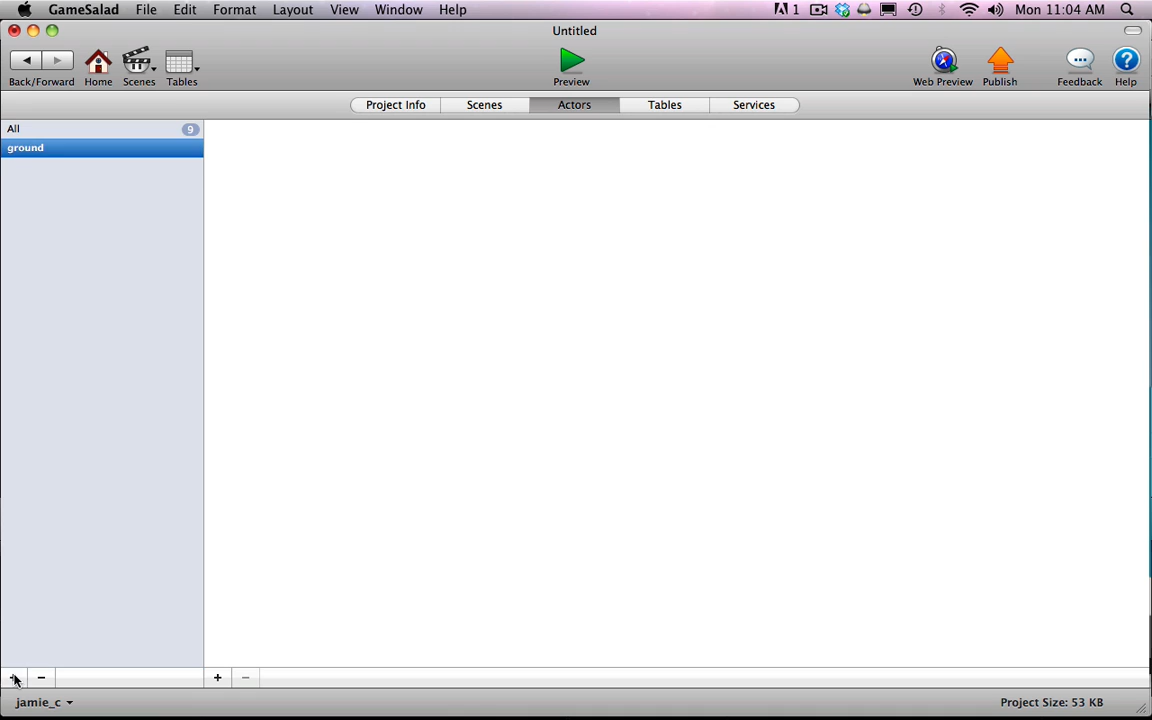 GameSalad File Edit Format Layout View Window Help 1 Mon 11:04 AM
Untitled
Back/Forward Home Scenes Tables Preview Web Preview Publish Feedback Help
Project Info Scenes Actors Tables Services
All 9
ground
jamie_c Project Size: 53 KB